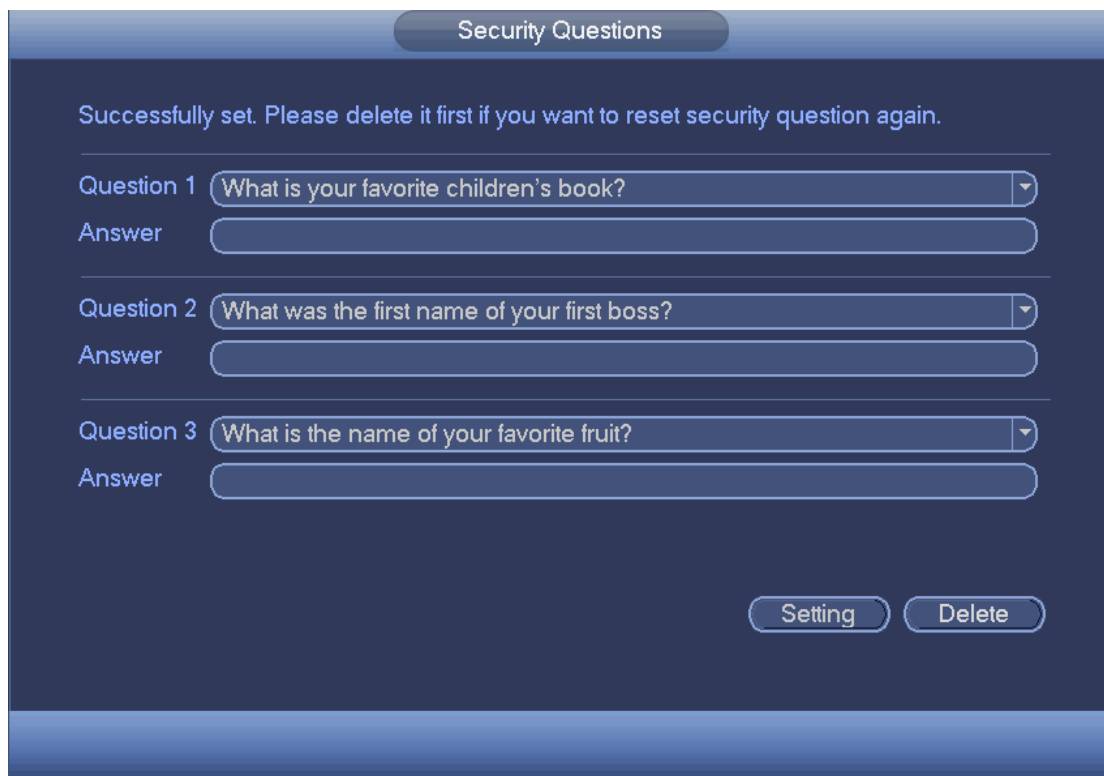 Security Questions
Successfully set. Please delete it first if you want to reset security question again.
Question 1 What is your favorite children's book?
Answer
Question 2 What was the first name of your first boss?
Answer
Question 3 What is the name of your favorite fruit?
Answer
Setting Delete